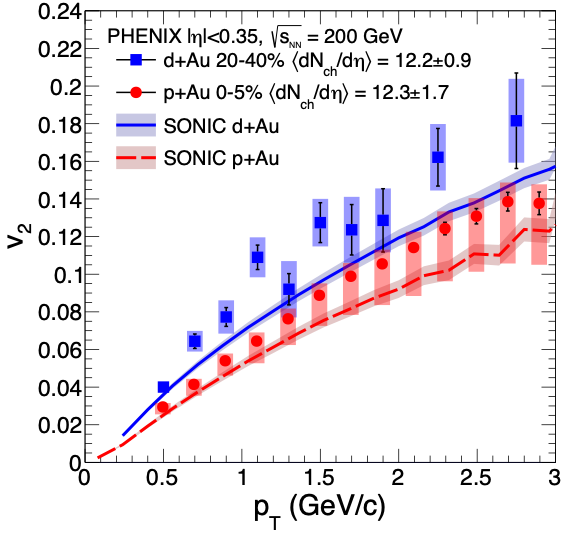 PHENIX |η|<0.35, √s_NN = 200 GeV
d+Au 20-40% ⟨dN_ch/dη⟩ = 12.2±0.9
p+Au 0-5% ⟨dN_ch/dη⟩ = 12.3±1.7
SONIC d+Au
SONIC p+Au
v_2
0.24
0.22
0.2
0.18
0.16
0.14
0.12
0.1
0.08
0.06
0.04
0.02
0
0 0.5 1 1.5 2 2.5 3
p_T (GeV/c)